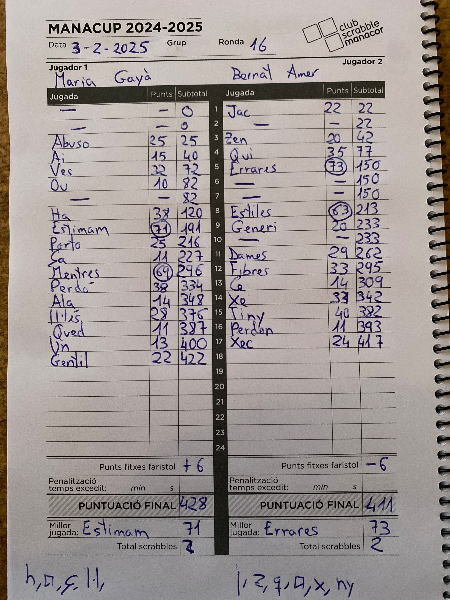 MANACUP 2024-2025
club scrabble manacor
Data 3-2-2025 Grup Ronda 16
Jugador 1 Jugador 2
Maria Gayà Bernat Amer
Jugada Punts Subtotal Jugada Punts Subtotal
— — 0 1 Jac 22 22
— — 0 2 — — 22
Abuso 25 25 3 Zen 20 42
Ai 15 40 4 Qui 35 77
Ves 32 72 5 Errares 73 150
Ou 10 82 6 — — 150
— — 82 7 — — 150
Ha 38 120 8 Estiles 63 213
Estimam 71 191 9 Generi 20 233
Porto 25 216 10 — — 233
Ça 11 227 11 Dames 29 262
Mentres 69 296 12 Fibres 33 295
Perdo 38 334 13 Ce 14 309
Ala 14 348 14 Xe 33 342
28 376 15 Tiny 40 382
Qued 11 387 16 Perdon 11 393
Un 13 400 17 Xec 24 417
Gentil 22 422 18
19
20
21
22
23
24
Punts fitxes faristol +6 Punts fitxes faristol -6
Penalització temps excedit: min s Penalització temps excedit: min s
PUNTUACIÓ FINAL 428 PUNTUACIÓ FINAL 411
Millor jugada: Estimam 71 Millor jugada: Errares 73
Total scrabbles 2 Total scrabbles 2